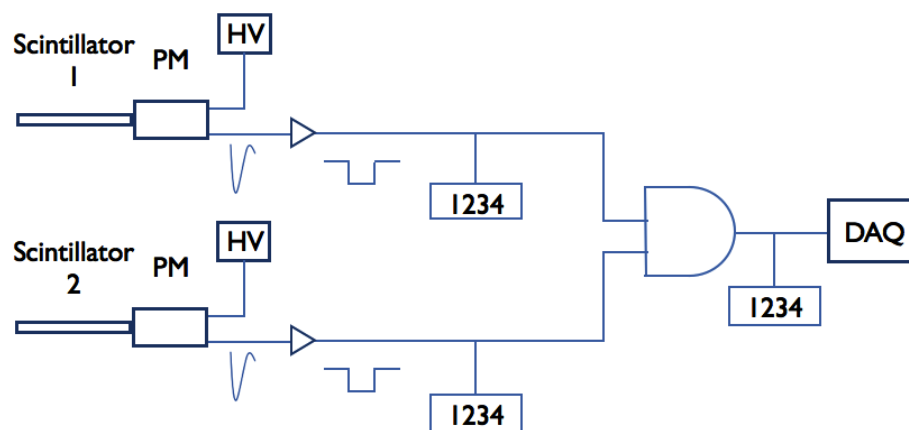 HV
Scintillator
1
PM
1234
HV
Scintillator
2
PM
DAQ
1234
1234